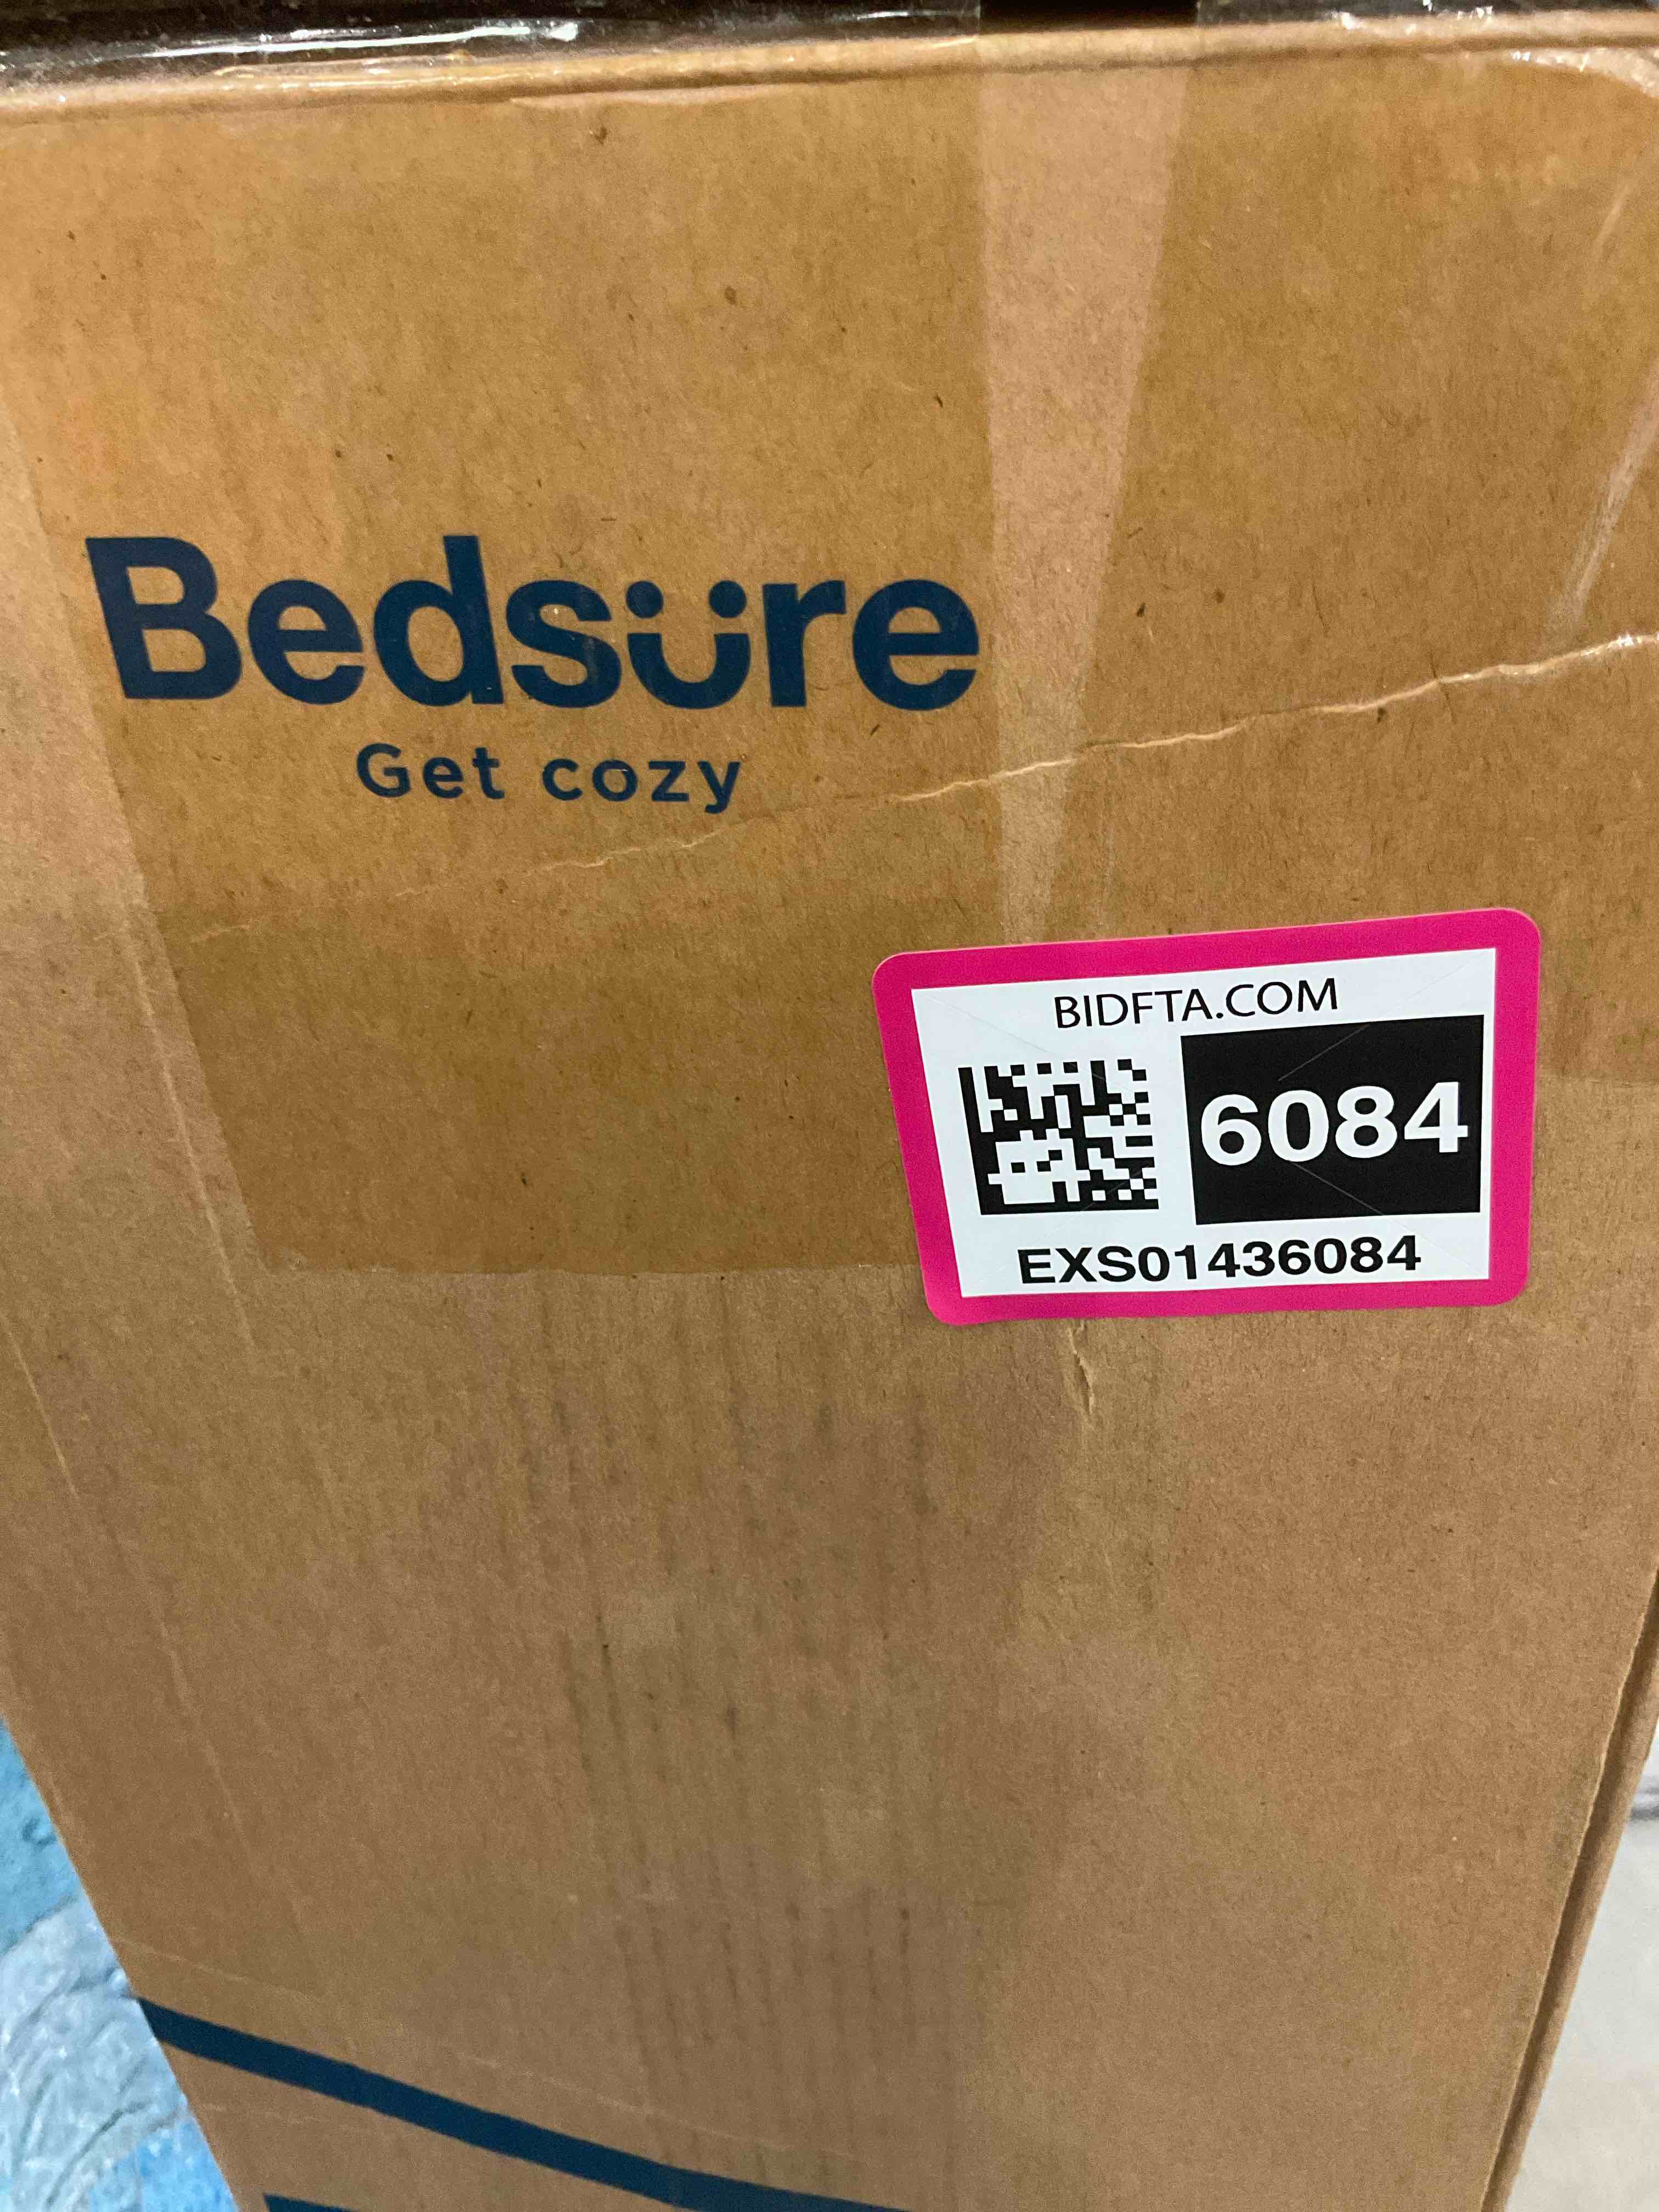 Bedsüre
Get cozy
BIDFTA.COM
6084
EXS01436084